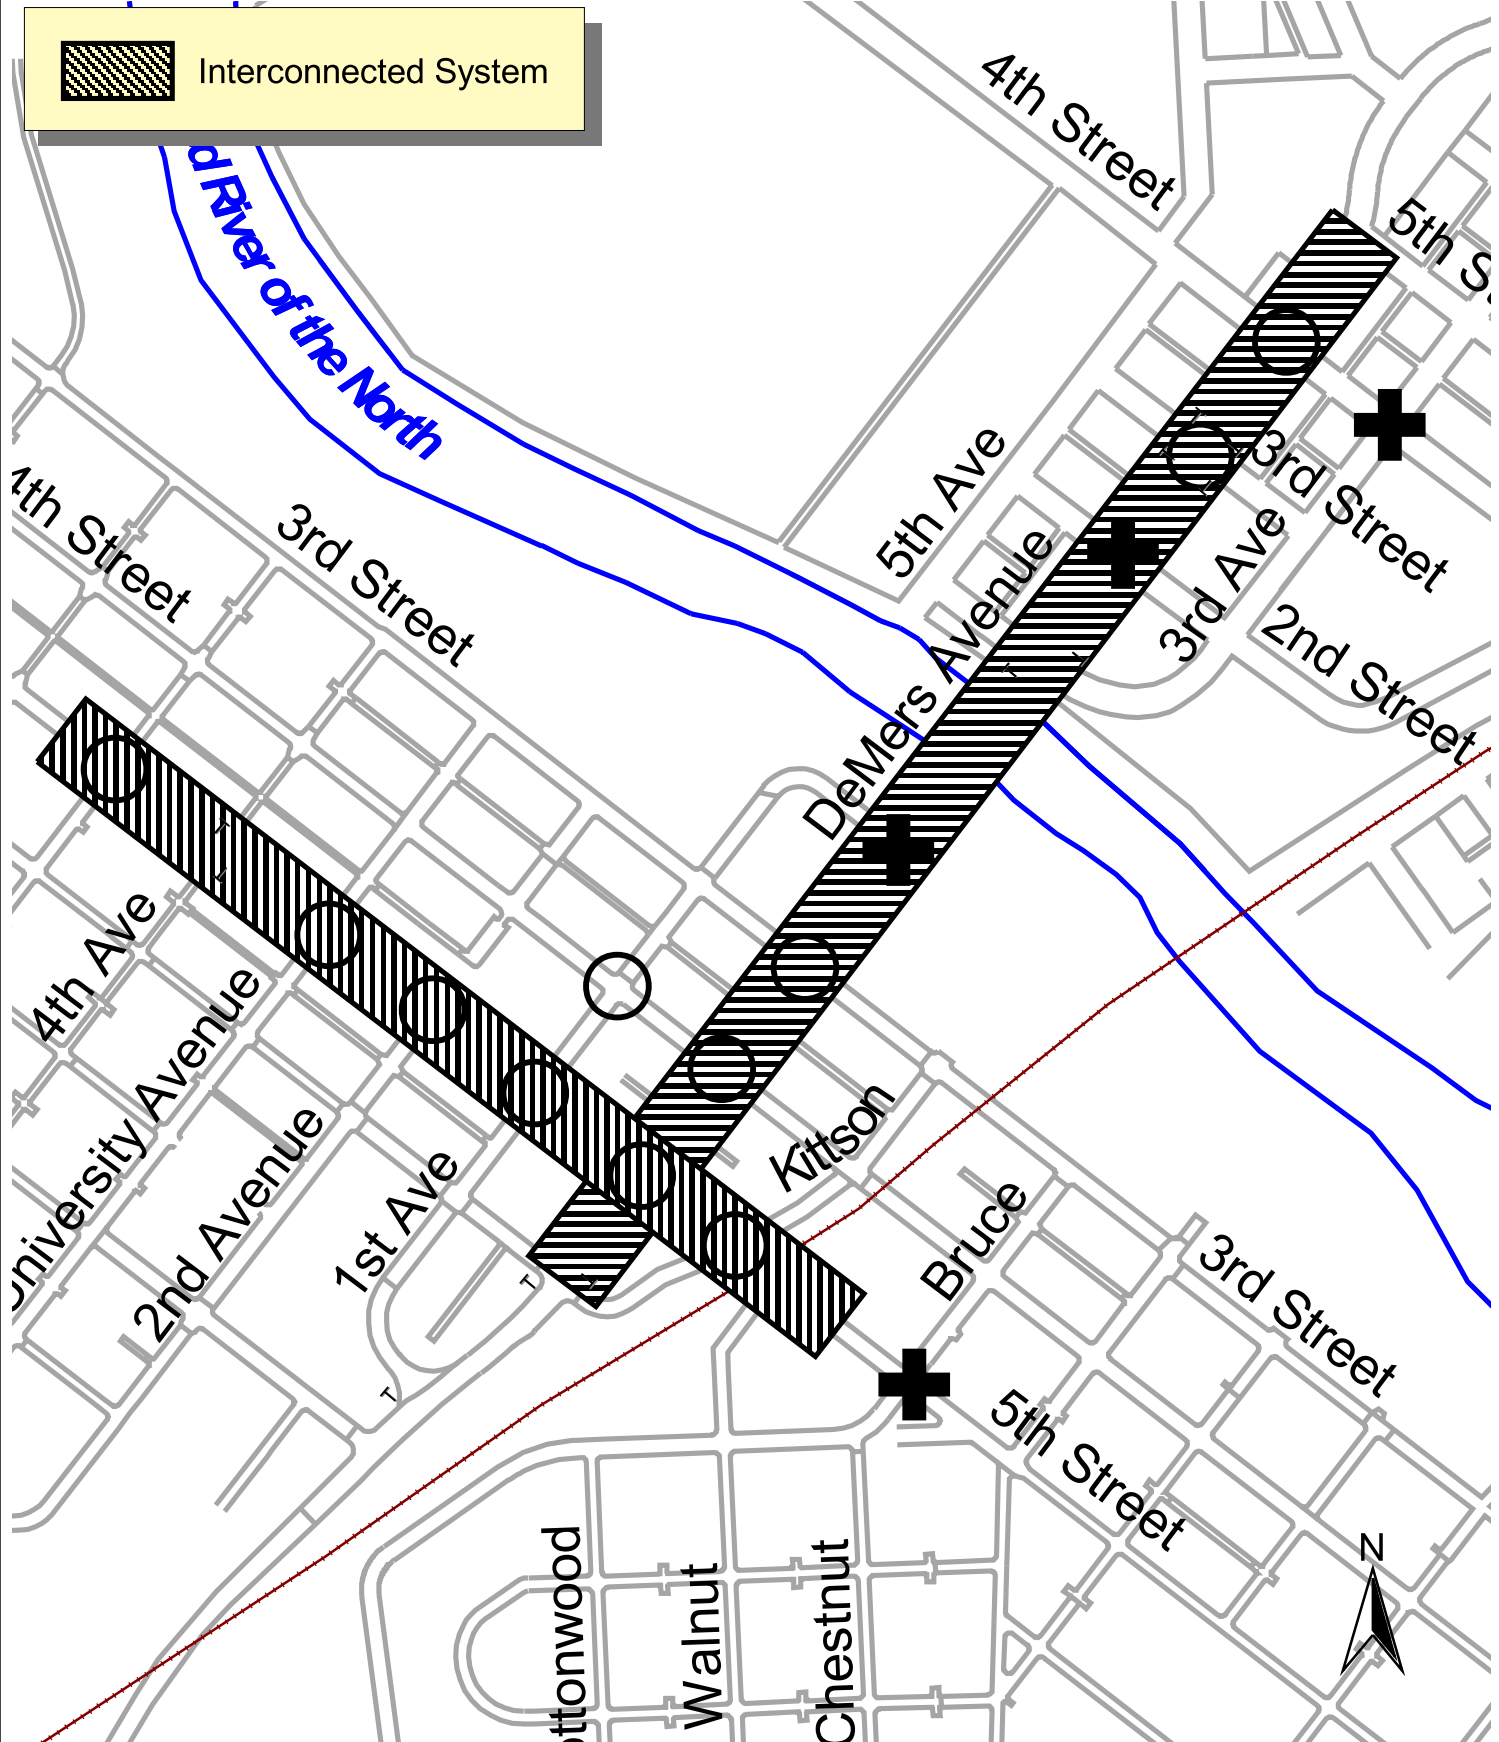 Interconnected System
d River of the North
4th Street
5th S
5th Ave
3rd Street
3rd Ave
2nd Street
DeMers Avenue
4th Street
3rd Street
4th Ave
University Avenue
2nd Avenue
1st Ave
Kittson
Bruce
3rd Street
5th Street
ottonwood
Walnut
Chestnut
N